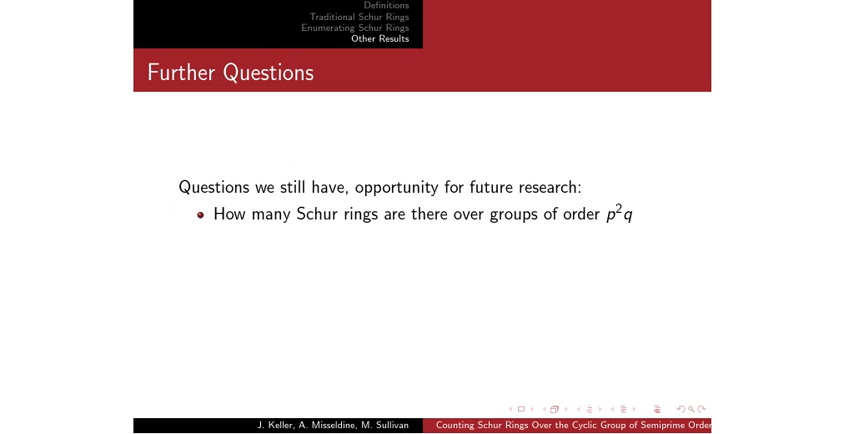 Definitions
Traditional Schur Rings
Enumerating Schur Rings
Other Results
Further Questions
Questions we still have, opportunity for future research:
How many Schur rings are there over groups of order p²q
J. Keller, A. Misseldine, M. Sullivan
Counting Schur Rings Over the Cyclic Group of Semiprime Order